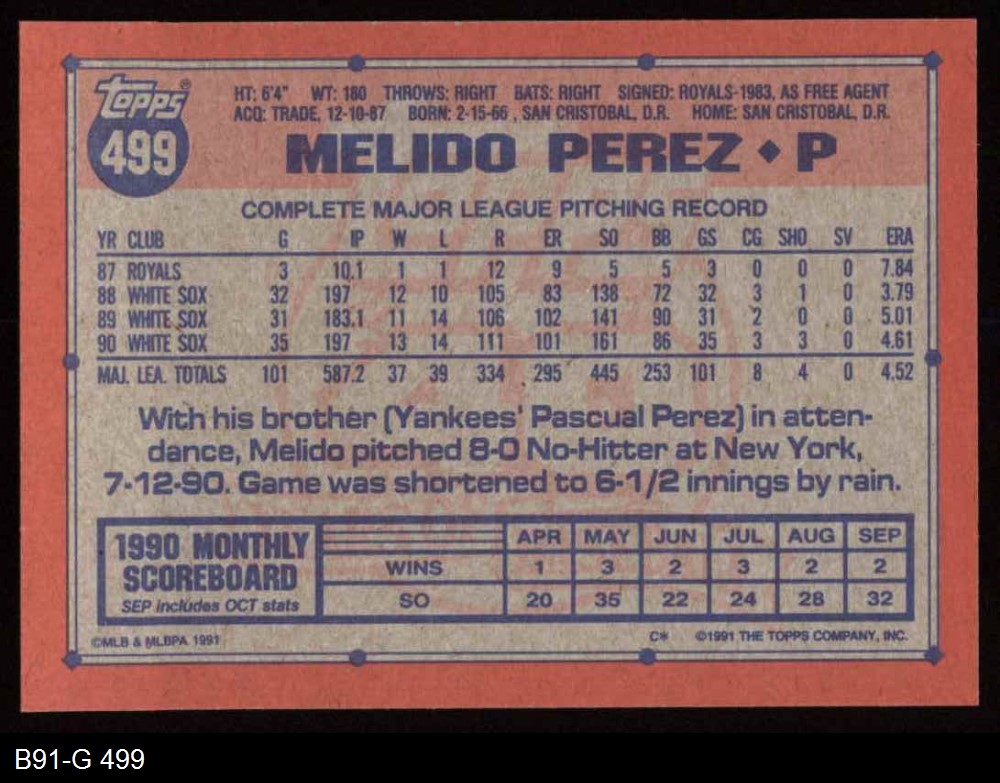 Topps®
499
HT: 6'4" WT: 180 THROWS: RIGHT BATS: RIGHT SIGNED: ROYALS-1983, AS FREE AGENT
ACQ: TRADE, 12-10-87 BORN: 2-15-66 , SAN CRISTOBAL, D.R. HOME: SAN CRISTOBAL, D.R.
MELIDO PEREZ ♦ P
COMPLETE MAJOR LEAGUE PITCHING RECORD
YR CLUB G IP W L R ER SO BB GS CG SHO SV ERA
87 ROYALS 3 10.1 1 1 12 9 5 5 3 0 0 0 7.84
88 WHITE SOX 32 197 12 10 105 83 138 72 32 3 1 0 3.79
89 WHITE SOX 31 183.1 11 14 106 102 141 90 31 2 0 0 5.01
90 WHITE SOX 35 197 13 14 111 101 161 86 35 3 3 0 4.61
MAJ. LEA. TOTALS 101 587.2 37 39 334 295 445 253 101 8 4 0 4.52
With his brother (Yankees' Pascual Perez) in atten-
dance, Melido pitched 8-0 No-Hitter at New York,
7-12-90. Game was shortened to 6-1/2 innings by rain.
1990 MONTHLY
SCOREBOARD
SEP includes OCT stats
APR MAY JUN JUL AUG SEP
WINS 1 3 2 3 2 2
SO 20 35 22 24 28 32
©MLB & MLBPA 1991 C* ©1991 THE TOPPS COMPANY, INC.
B91-G 499